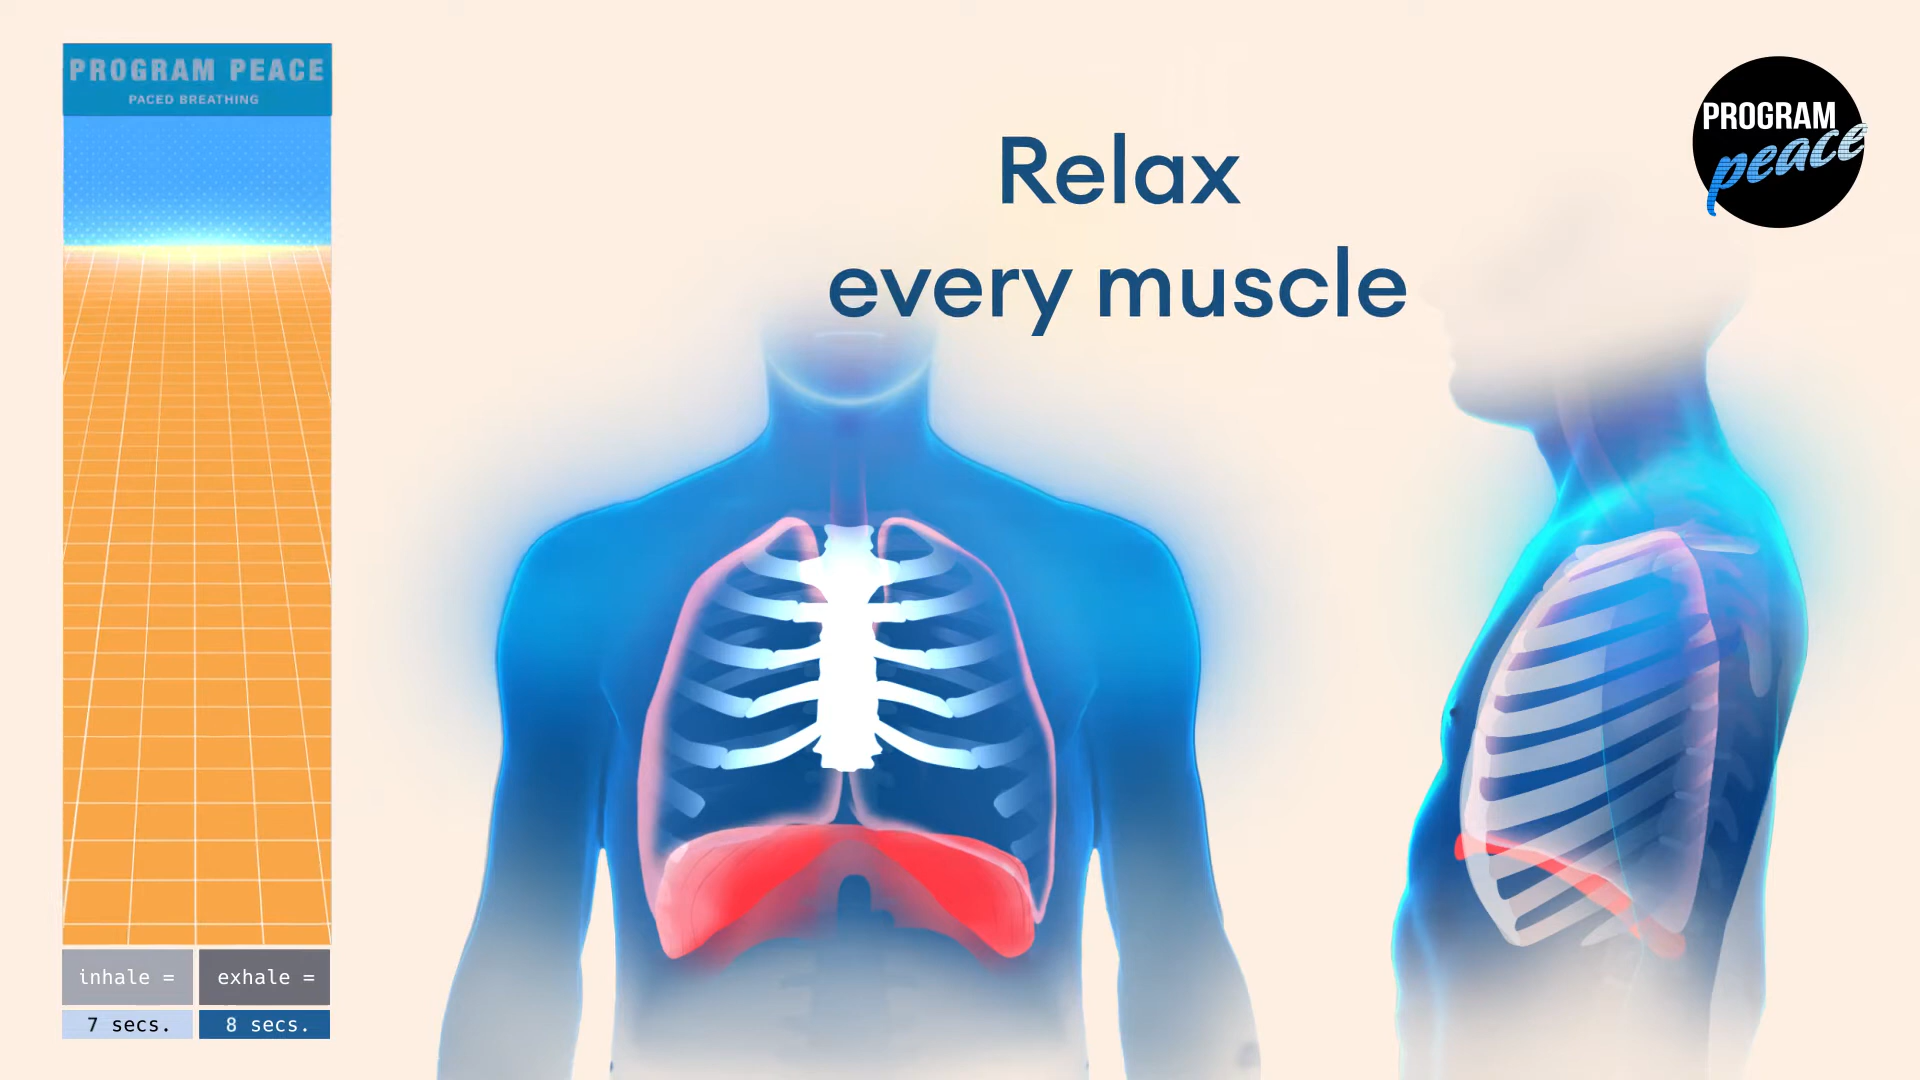 PROGRAM PEACE
PACED BREATHING
inhale =
exhale =
7 secs.
8 secs.
Relax
every muscle
PROGRAM
peace